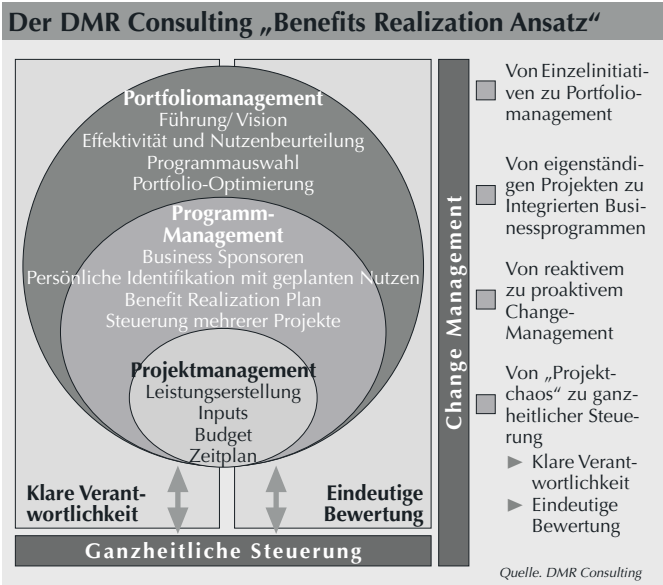 Der DMR Consulting „Benefits Realization Ansatz“
Portfoliomanagement
Führung/ Vision
Effektivität und Nutzenbeurteilung
Programmauswahl
Portfolio-Optimierung
Programm-
Management
Business Sponsoren
Persönliche Identifikation mit geplanten Nutzen
Benefit Realization Plan
Steuerung mehrerer Projekte
Projektmanagement
Leistungserstellung
Inputs
Budget
Zeitplan
Klare Verant-
wortlichkeit
Eindeutige
Bewertung
Ganzheitliche Steuerung
Change Management
Von Einzelinitiati-
ven zu Portfolio-
management
Von eigenständi-
gen Projekten zu
Integrierten Busi-
nessprogrammen
Von reaktivem
zu proaktivem
Change-
Management
Von „Projekt-
chaos“ zu ganz-
heitlicher Steue-
rung
► Klare Verant-
wortlichkeit
► Eindeutige
Bewertung
Quelle. DMR Consulting